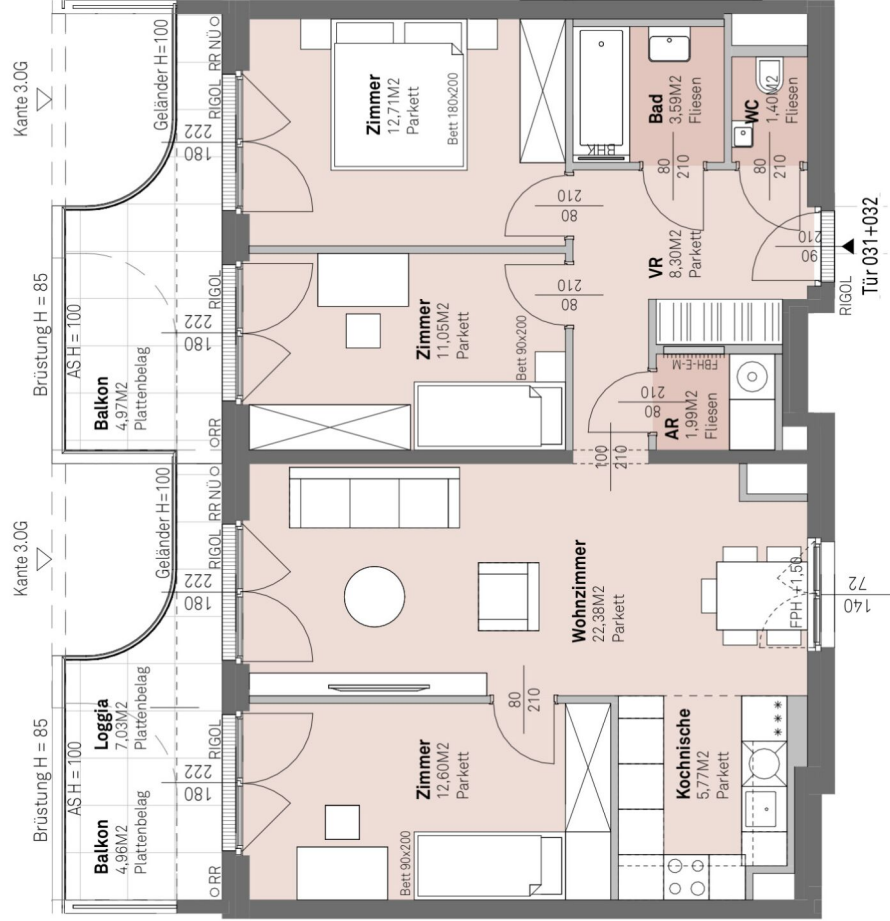 Kante 3.OG
Kante 3.OG
Brüstung H = 85
AS H = 100
Balkon
4,96M2
Plattenbelag
Loggia
7,03M2
Plattenbelag
Geländer H=100
Brüstung H = 85
AS H = 100
Balkon
4,97M2
Plattenbelag
Geländer H=100
RR
RIGOL
180
222
RIGOL
RR NÜ
180
222
RR
RIGOL
180
222
RIGOL
RR NÜ
180
222
Zimmer
12,60M2
Parkett
Bett 90x200
80
210
Wohnzimmer
22,38M2
Parkett
Kochnische
5,77M2
Parkett
***
FPH +1,50
140
72
Zimmer
11,05M2
Parkett
Bett 90x200
80
210
Zimmer
12,71M2
Parkett
Bett 180x200
80
210
100
210
AR
1,99M2
Fliesen
80
210
FBH-E-M
VR
8,30M2
Parkett
Bad
3,59M2
Fliesen
80
210
BHK
WC
1,40M2
Fliesen
80
210
90
210
RIGOL
Tür 031+032